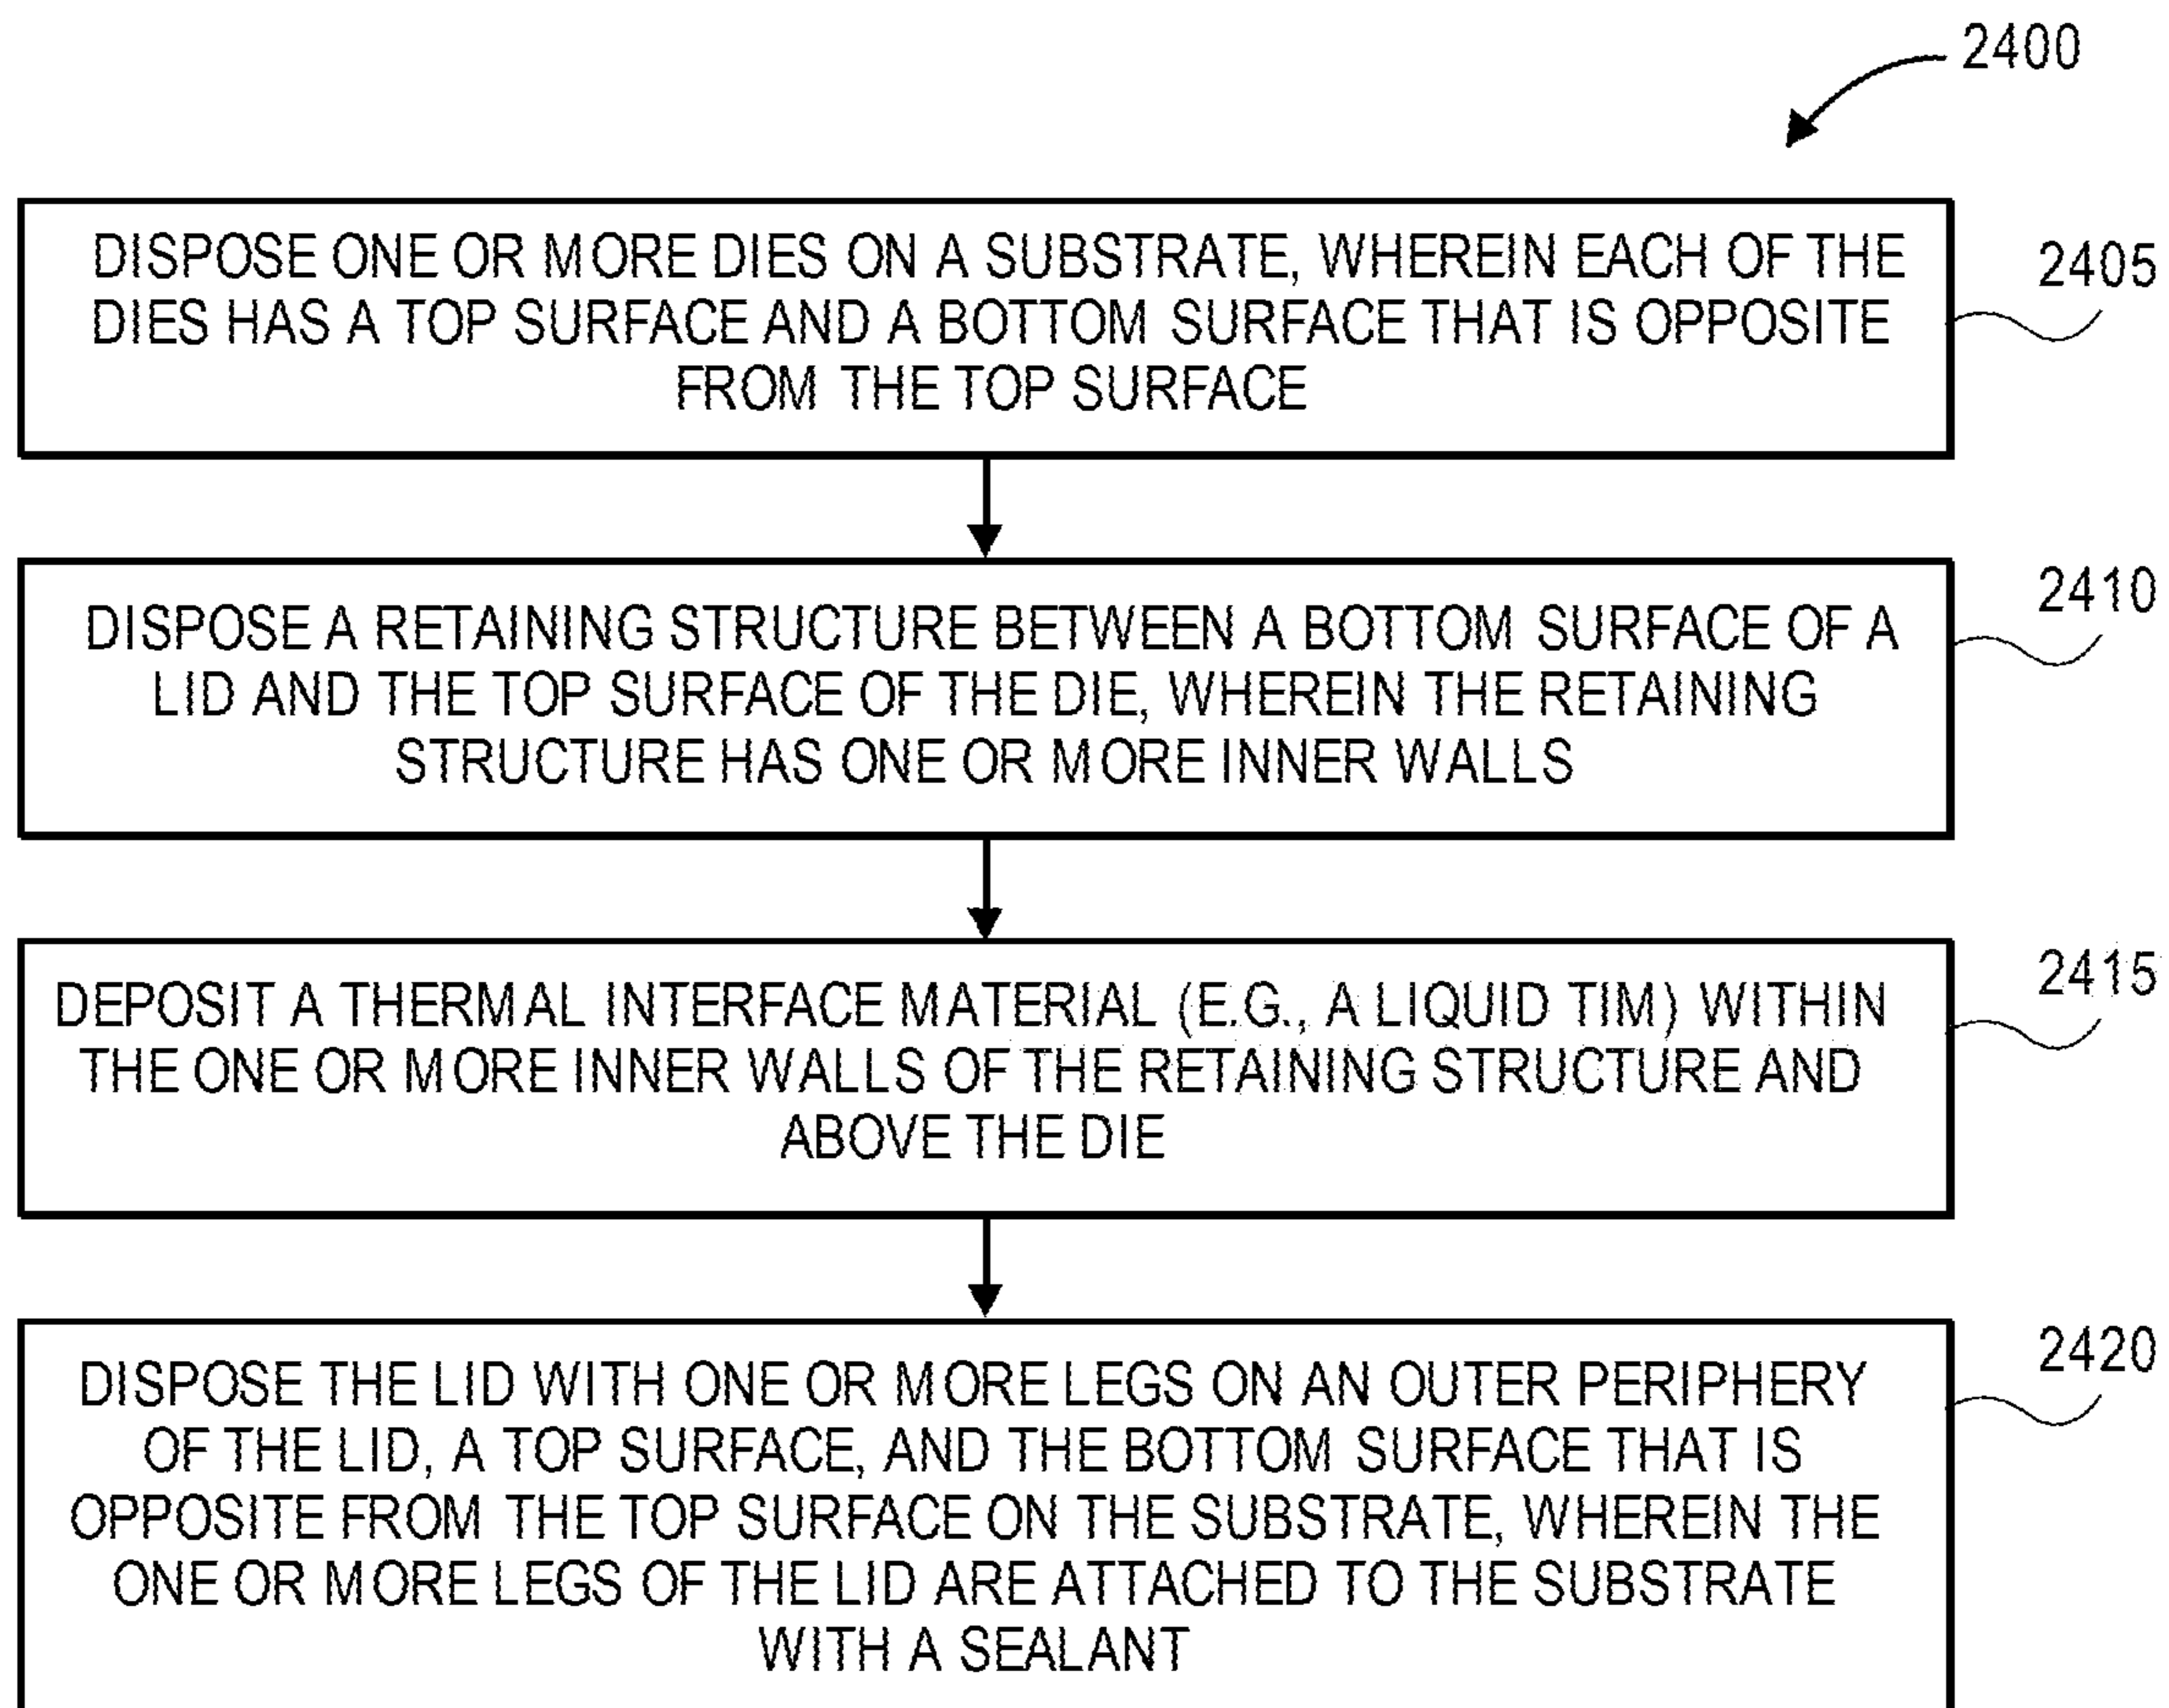 2400
DISPOSE ONE OR MORE DIES ON A SUBSTRATE, WHEREIN EACH OF THE
DIES HAS A TOP SURFACE AND A BOTTOM SURFACE THAT IS OPPOSITE
FROM THE TOP SURFACE
2405
DISPOSE A RETAINING STRUCTURE BETWEEN A BOTTOM SURFACE OF A
LID AND THE TOP SURFACE OF THE DIE, WHEREIN THE RETAINING
STRUCTURE HAS ONE OR MORE INNER WALLS
2410
DEPOSIT A THERMAL INTERFACE MATERIAL (E.G., A LIQUID TIM) WITHIN
THE ONE OR MORE INNER WALLS OF THE RETAINING STRUCTURE AND
ABOVE THE DIE
2415
DISPOSE THE LID WITH ONE OR MORE LEGS ON AN OUTER PERIPHERY
OF THE LID, A TOP SURFACE, AND THE BOTTOM SURFACE THAT IS
OPPOSITE FROM THE TOP SURFACE ON THE SUBSTRATE, WHEREIN THE
ONE OR MORE LEGS OF THE LID ARE ATTACHED TO THE SUBSTRATE
WITH A SEALANT
2420